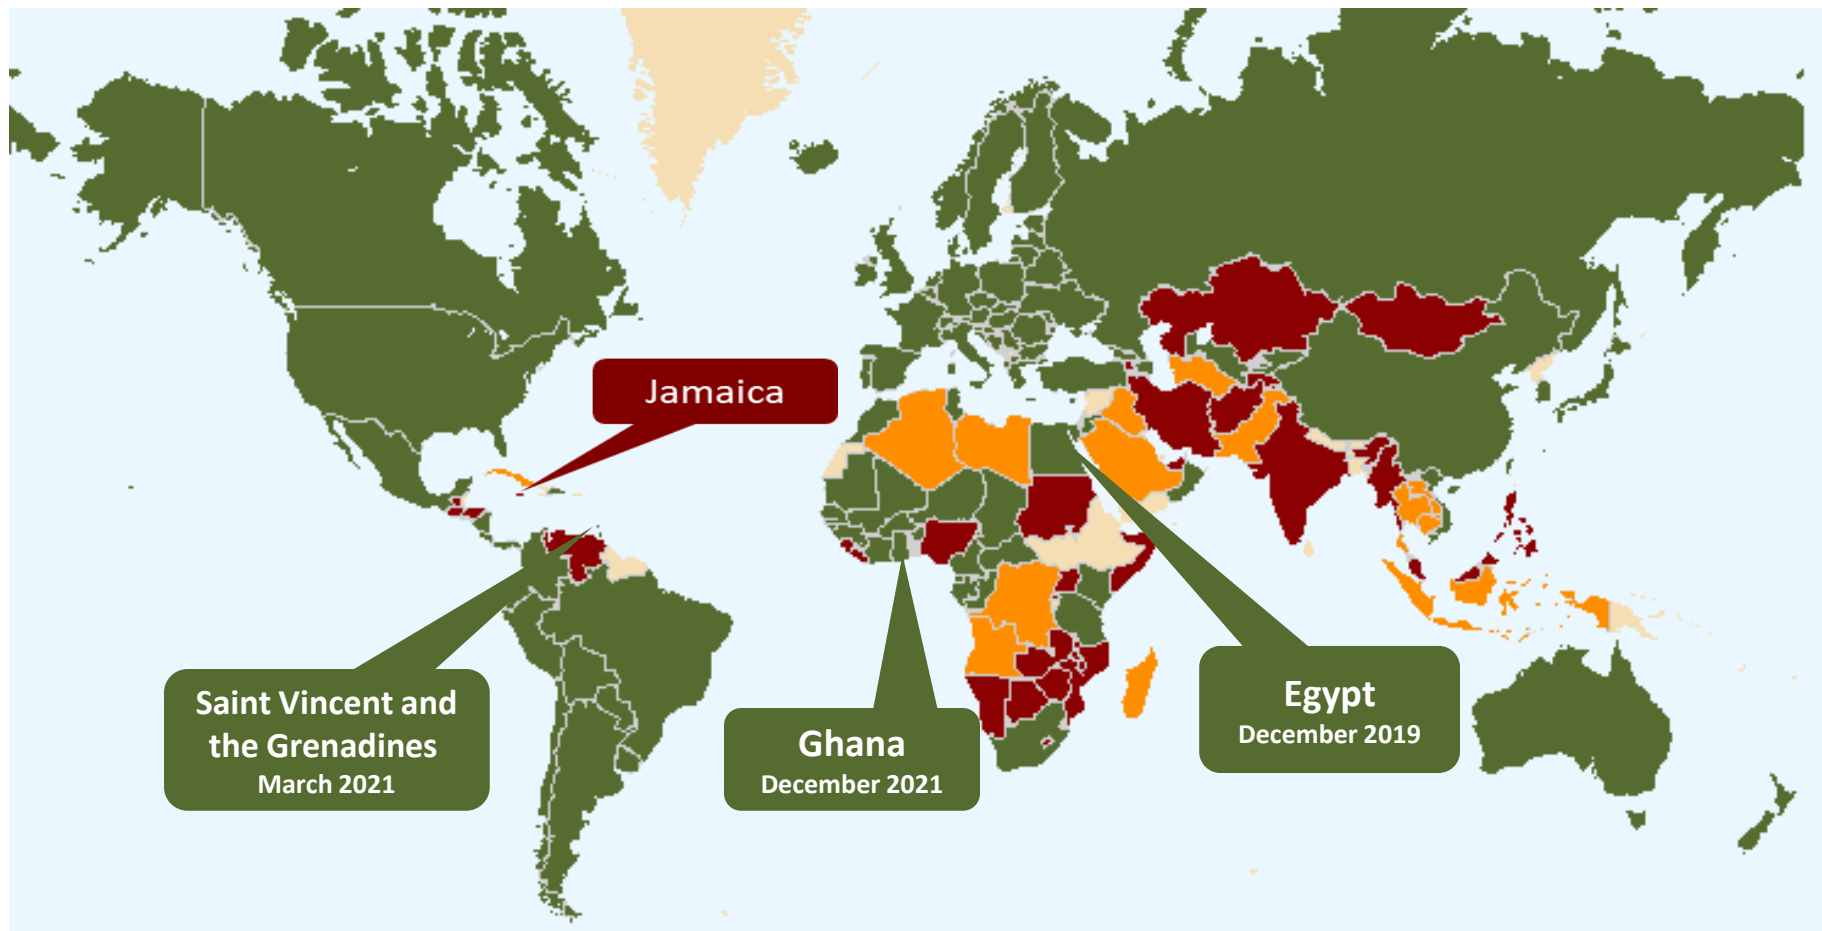 Jamaica
Saint Vincent and
the Grenadines
March 2021
Ghana
December 2021
Egypt
December 2019